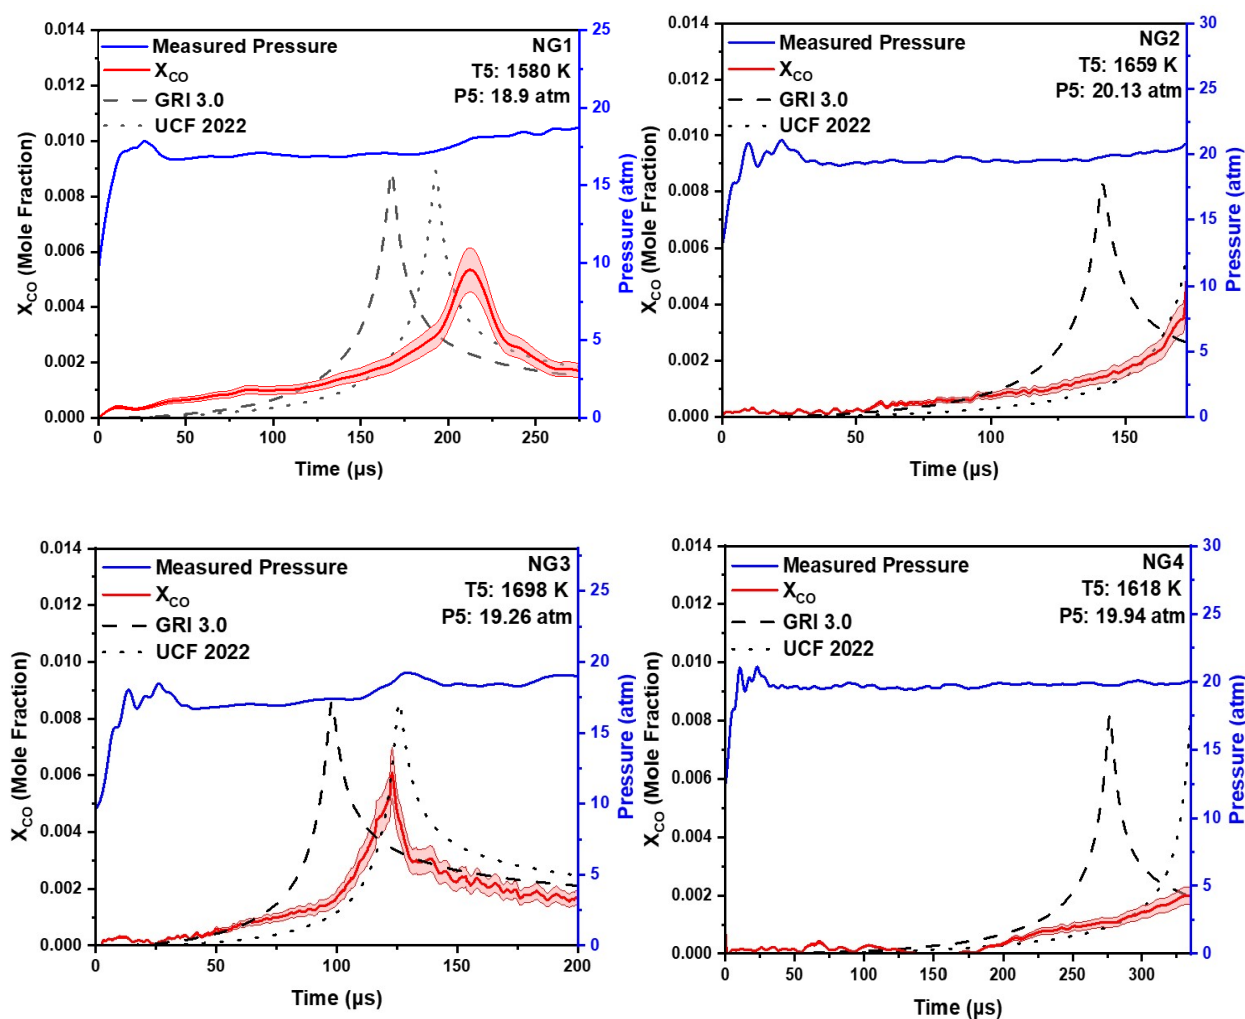 Measured Pressure
X_CO
GRI 3.0
UCF 2022
NG1
T5: 1580 K
P5: 18.9 atm
0.014
0.012
0.010
0.008
0.006
0.004
0.002
0.000
X_CO (Mole Fraction)
0 50 100 150 200 250
Time (µs)
25
20
15
10
5
0
Pressure (atm)
Measured Pressure
X_CO
GRI 3.0
UCF 2022
NG2
T5: 1659 K
P5: 20.13 atm
0.014
0.012
0.010
0.008
0.006
0.004
0.002
0.000
X_CO (Mole Fraction)
0 50 100 150
Time (µs)
30
25
20
15
10
5
0
Pressure (atm)
Measured Pressure
X_CO
GRI 3.0
UCF 2022
NG3
T5: 1698 K
P5: 19.26 atm
0.014
0.012
0.010
0.008
0.006
0.004
0.002
0.000
X_CO (Mole Fraction)
0 50 100 150 200
Time (µs)
25
20
15
10
5
0
Pressure (atm)
Measured Pressure
X_CO
GRI 3.0
UCF 2022
NG4
T5: 1618 K
P5: 19.94 atm
0.014
0.012
0.010
0.008
0.006
0.004
0.002
0.000
X_CO (Mole Fraction)
0 50 100 150 200 250 300
Time (µs)
30
25
20
15
10
5
0
Pressure (atm)